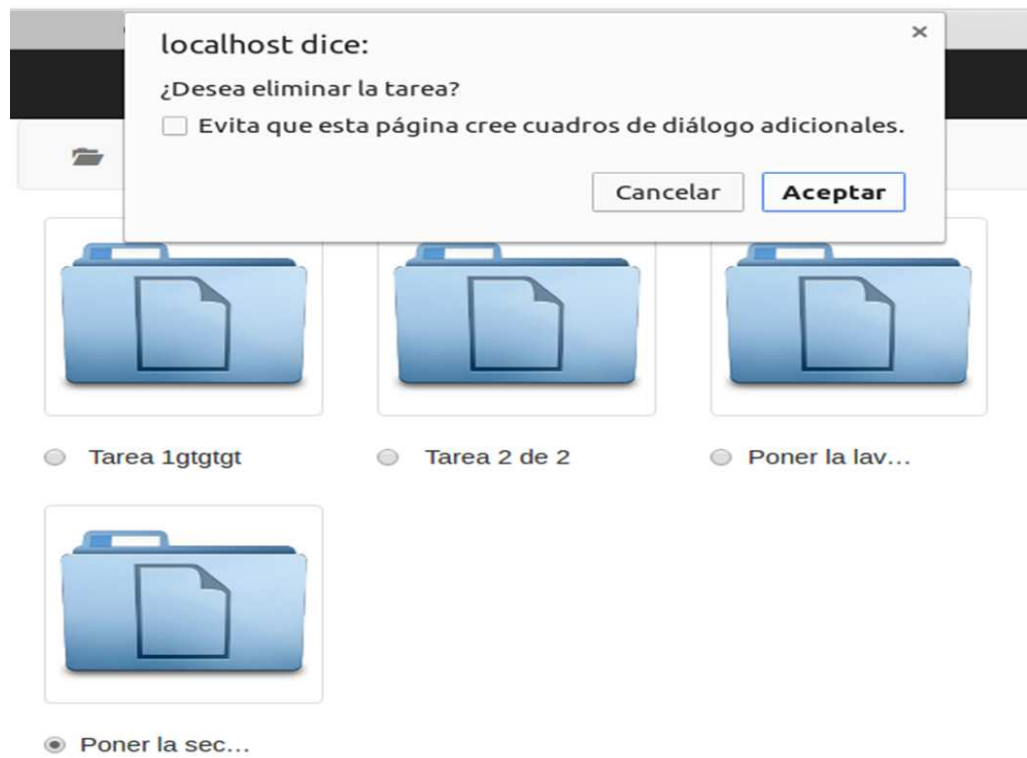 localhost dice:
¿Desea eliminar la tarea?
Evita que esta página cree cuadros de diálogo adicionales.
Cancelar Aceptar
Tarea 1gtgtgt Tarea 2 de 2 Poner la lav...
Poner la sec...